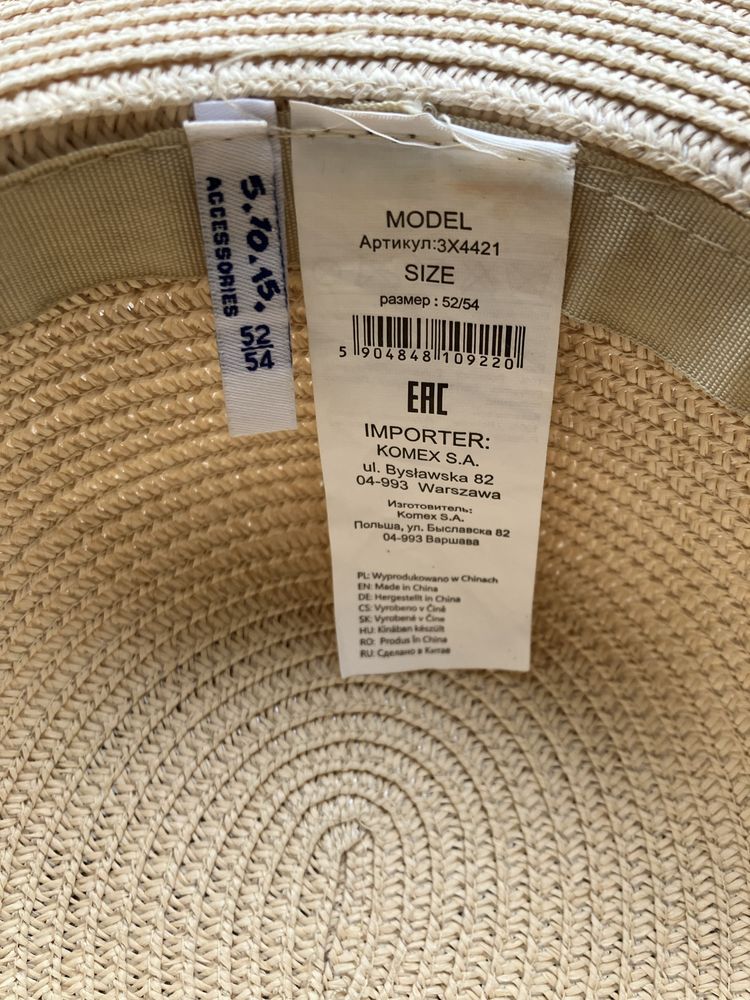 5.10.15.
ACCESSORIES
52
54
MODEL
Артикул:3X4421
SIZE
размер : 52/54
5 904848 109220
EAC
IMPORTER:
KOMEX S.A.
ul. Bysławska 82
04-993 Warszawa
Изготовитель:
Komex S.A.
Польша, ул. Быславска 82
04-993 Варшава
PL: Wyprodukowano w Chinach
EN: Made in China
DE: Hergestellt in China
CS: Vyrobeno v Číně
SK: Vyrobené v Číne
HU: Kínában készült
RO: Produs în China
RU: Сделано в Китае